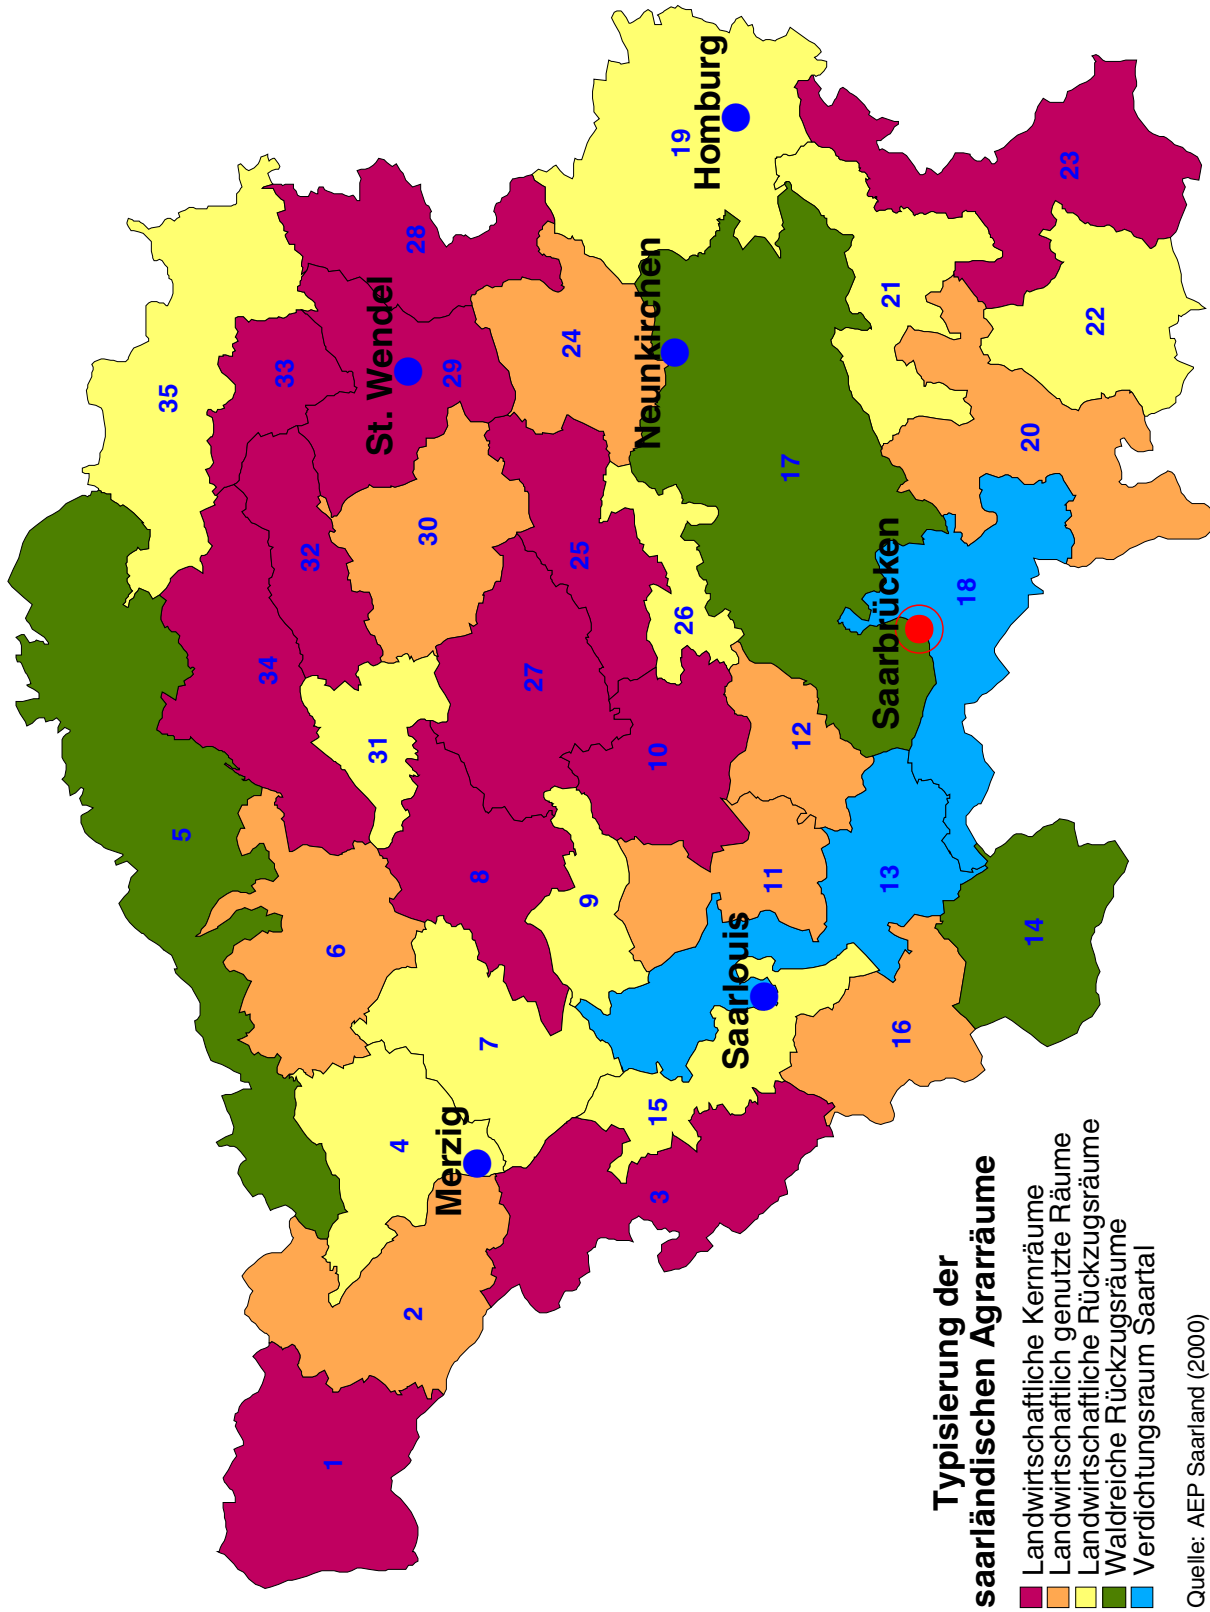 Typisierung der
saarländischen Agrarräume
Landwirtschaftliche Kernräume
Landwirtschaftlich genutzte Räume
Landwirtschaftliche Rückzugsräume
Waldreiche Rückzugsräume
Verdichtungsraum Saartal
Quelle: AEP Saarland (2000)
Merzig
Saarlouis
Saarbrücken
St. Wendel
Neunkirchen
Homburg
1
2
3
4
5
6
7
8
9
10
11
12
13
14
15
16
17
18
19
20
21
22
23
24
25
26
27
28
29
30
31
32
33
34
35